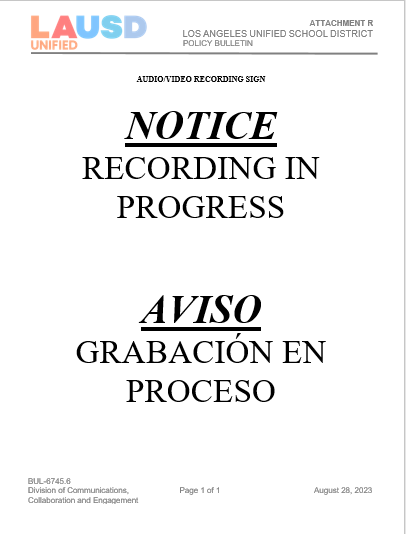 LAUSD
UNIFIED
ATTACHMENT R
LOS ANGELES UNIFIED SCHOOL DISTRICT
POLICY BULLETIN
AUDIO/VIDEO RECORDING SIGN
NOTICE
RECORDING IN
PROGRESS
AVISO
GRABACIÓN EN
PROCESO
BUL-6745.6
Division of Communications,
Collaboration and Engagement
Page 1 of 1
August 28, 2023